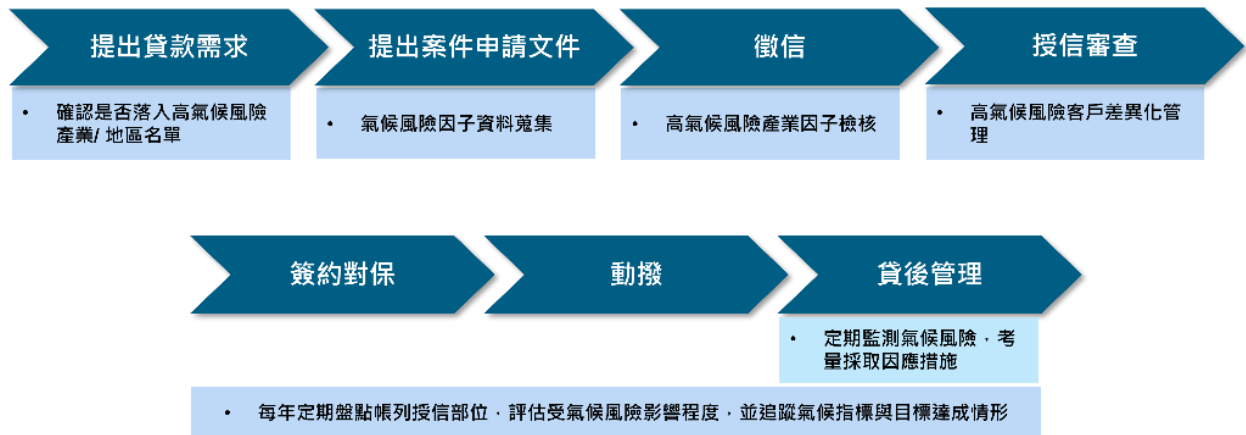 提出貸款需求
提出案件申請文件
徵信
授信審查
• 確認是否落入高氣候風險
產業/ 地區名單
• 氣候風險因子資料蒐集
• 高氣候風險產業因子檢核
• 高氣候風險客戶差異化管
理
簽約對保
動撥
貸後管理
• 定期監測氣候風險，考
量採取因應措施
• 每年定期盤點帳列授信部位，評估受氣候風險影響程度，並追蹤氣候指標與目標達成情形